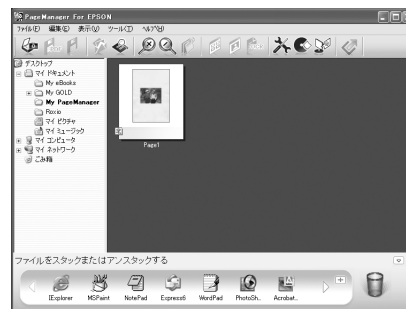 PageManager For EPSON
ファイル(F) 編集(E) 表示(V) ツール(T) ヘルプ(H)
デスクトップ
マイ ドキュメント
My eBooks
My GOLD
My PageManager
Roxio
マイ ピクチャ
マイ ミュージック
マイ コンピュータ
マイ ネットワーク
ごみ箱
Page1
ファイルをスタックまたはアンスタックする
IExplorer MSPaint NotePad Express6 WordPad PhotoSh.. Acrobat..